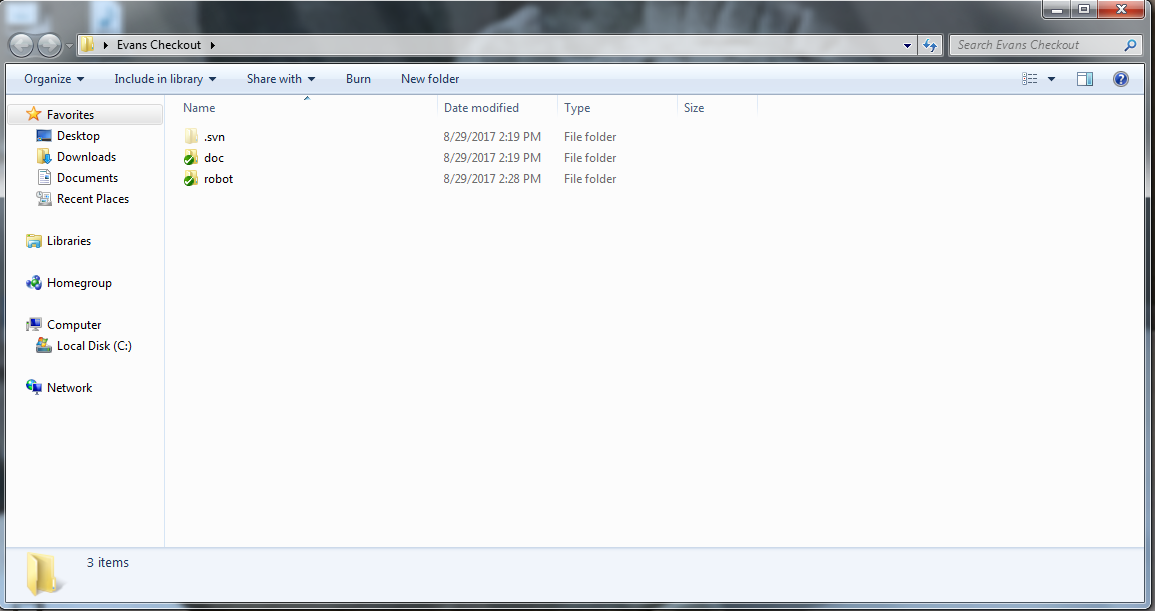 Evans Checkout
Search Evans Checkout
Organize Include in library Share with Burn New folder
Name Date modified Type Size
Favorites
Desktop
Downloads
Documents
Recent Places
Libraries
Homegroup
Computer
Local Disk (C:)
Network
.svn 8/29/2017 2:19 PM File folder
doc 8/29/2017 2:19 PM File folder
robot 8/29/2017 2:28 PM File folder
3 items